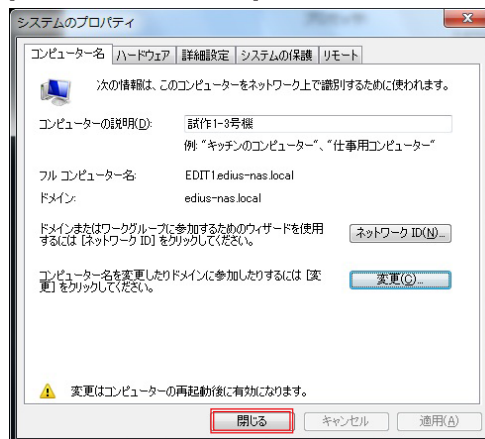 システムのプロパティ
コンピューター名 ハードウェア 詳細設定 システムの保護 リモート
次の情報は、このコンピューターをネットワーク上で識別するために使われます。
コンピューターの説明(D): 試作1-3号機
例: "キッチンのコンピューター"、"仕事用コンピューター"
フル コンピューター名: EDIT1.edius-nas.local
ドメイン: edius-nas.local
ドメインまたはワークグループに参加するためのウィザードを使用
するには [ネットワーク ID] をクリックしてください。
ネットワーク ID(N)...
コンピューター名を変更したりドメインに参加したりするには [変
更] をクリックしてください。
変更(C)...
変更はコンピューターの再起動後に有効になります。
閉じる キャンセル 適用(A)